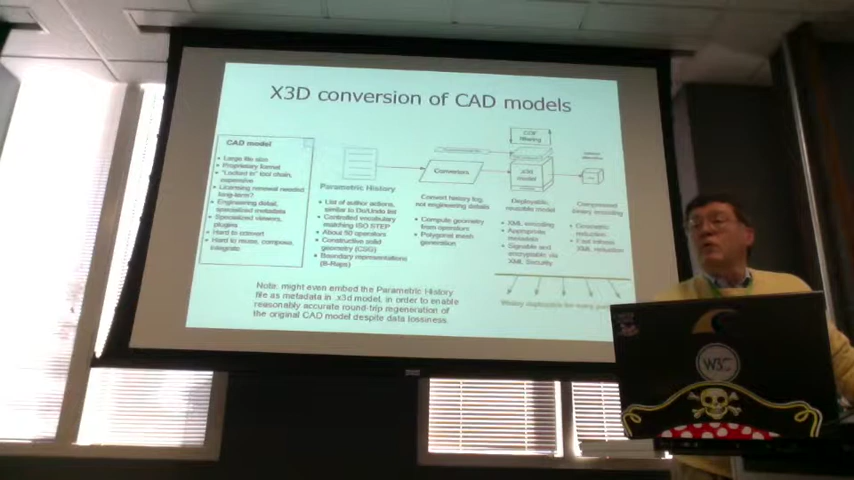 X3D conversion of CAD models
CAD model
• Large file size
• Proprietary format
• "Locked in" tool chain,
expensive
• Licensing renewal needed
long-term?
• Engineering detail,
specialized metadata
• Specialized viewers,
plugins
• Hard to convert
• Hard to reuse, compose,
integrate
Parametric History
• List of author actions,
similar to Do/Undo list
• Controlled vocabulary
matching ISO STEP
• About 50 operators
• Constructive solid
geometry (CSG)
• Boundary representations
(B-Reps)
Conversion
Convert history log,
not engineering details
• Compute geometry
from operators
• Polygonal mesh
generation
filtering
X3D
model
Deployable,
reusable model
• XML encoding
• Appropriate
metadata
• Signable and
encryptable via
XML Security
Compressed
binary encoding
• Geometric
reduction
XML reduction
Note: might even embed the Parametric History
file as metadata in .x3d model, in order to enable
reasonably accurate round-trip regeneration of
the original CAD model despite data lossiness.
W3C